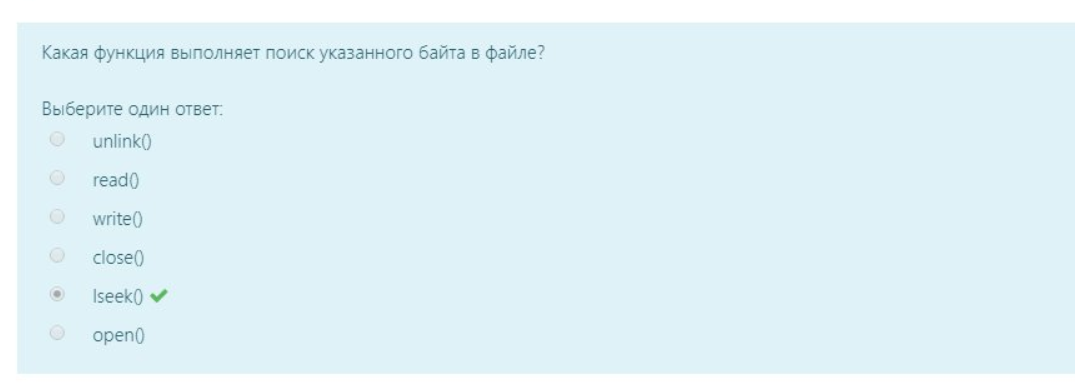 Какая функция выполняет поиск указанного байта в файле?
Выберите один ответ:
unlink()
read()
write()
close()
lseek()
open()